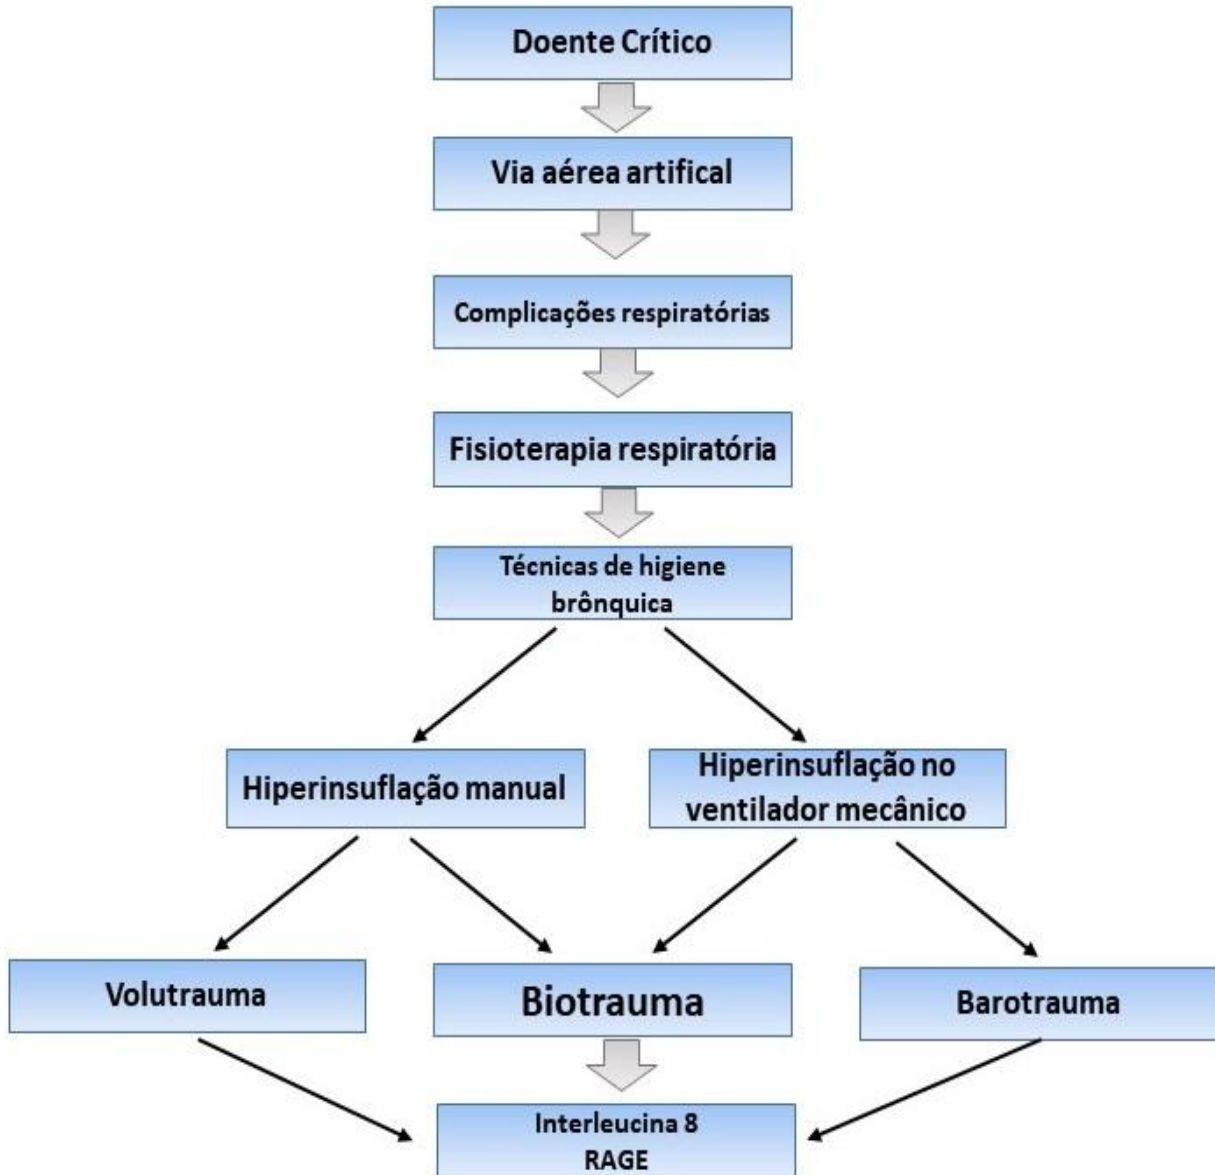 Doente Crítico
Via aérea artifical
Complicações respiratórias
Fisioterapia respiratória
Técnicas de higiene
brônquica
Hiperinsuflação manual
Hiperinsuflação no
ventilador mecânico
Volutrauma
Biotrauma
Barotrauma
Interleucina 8
RAGE